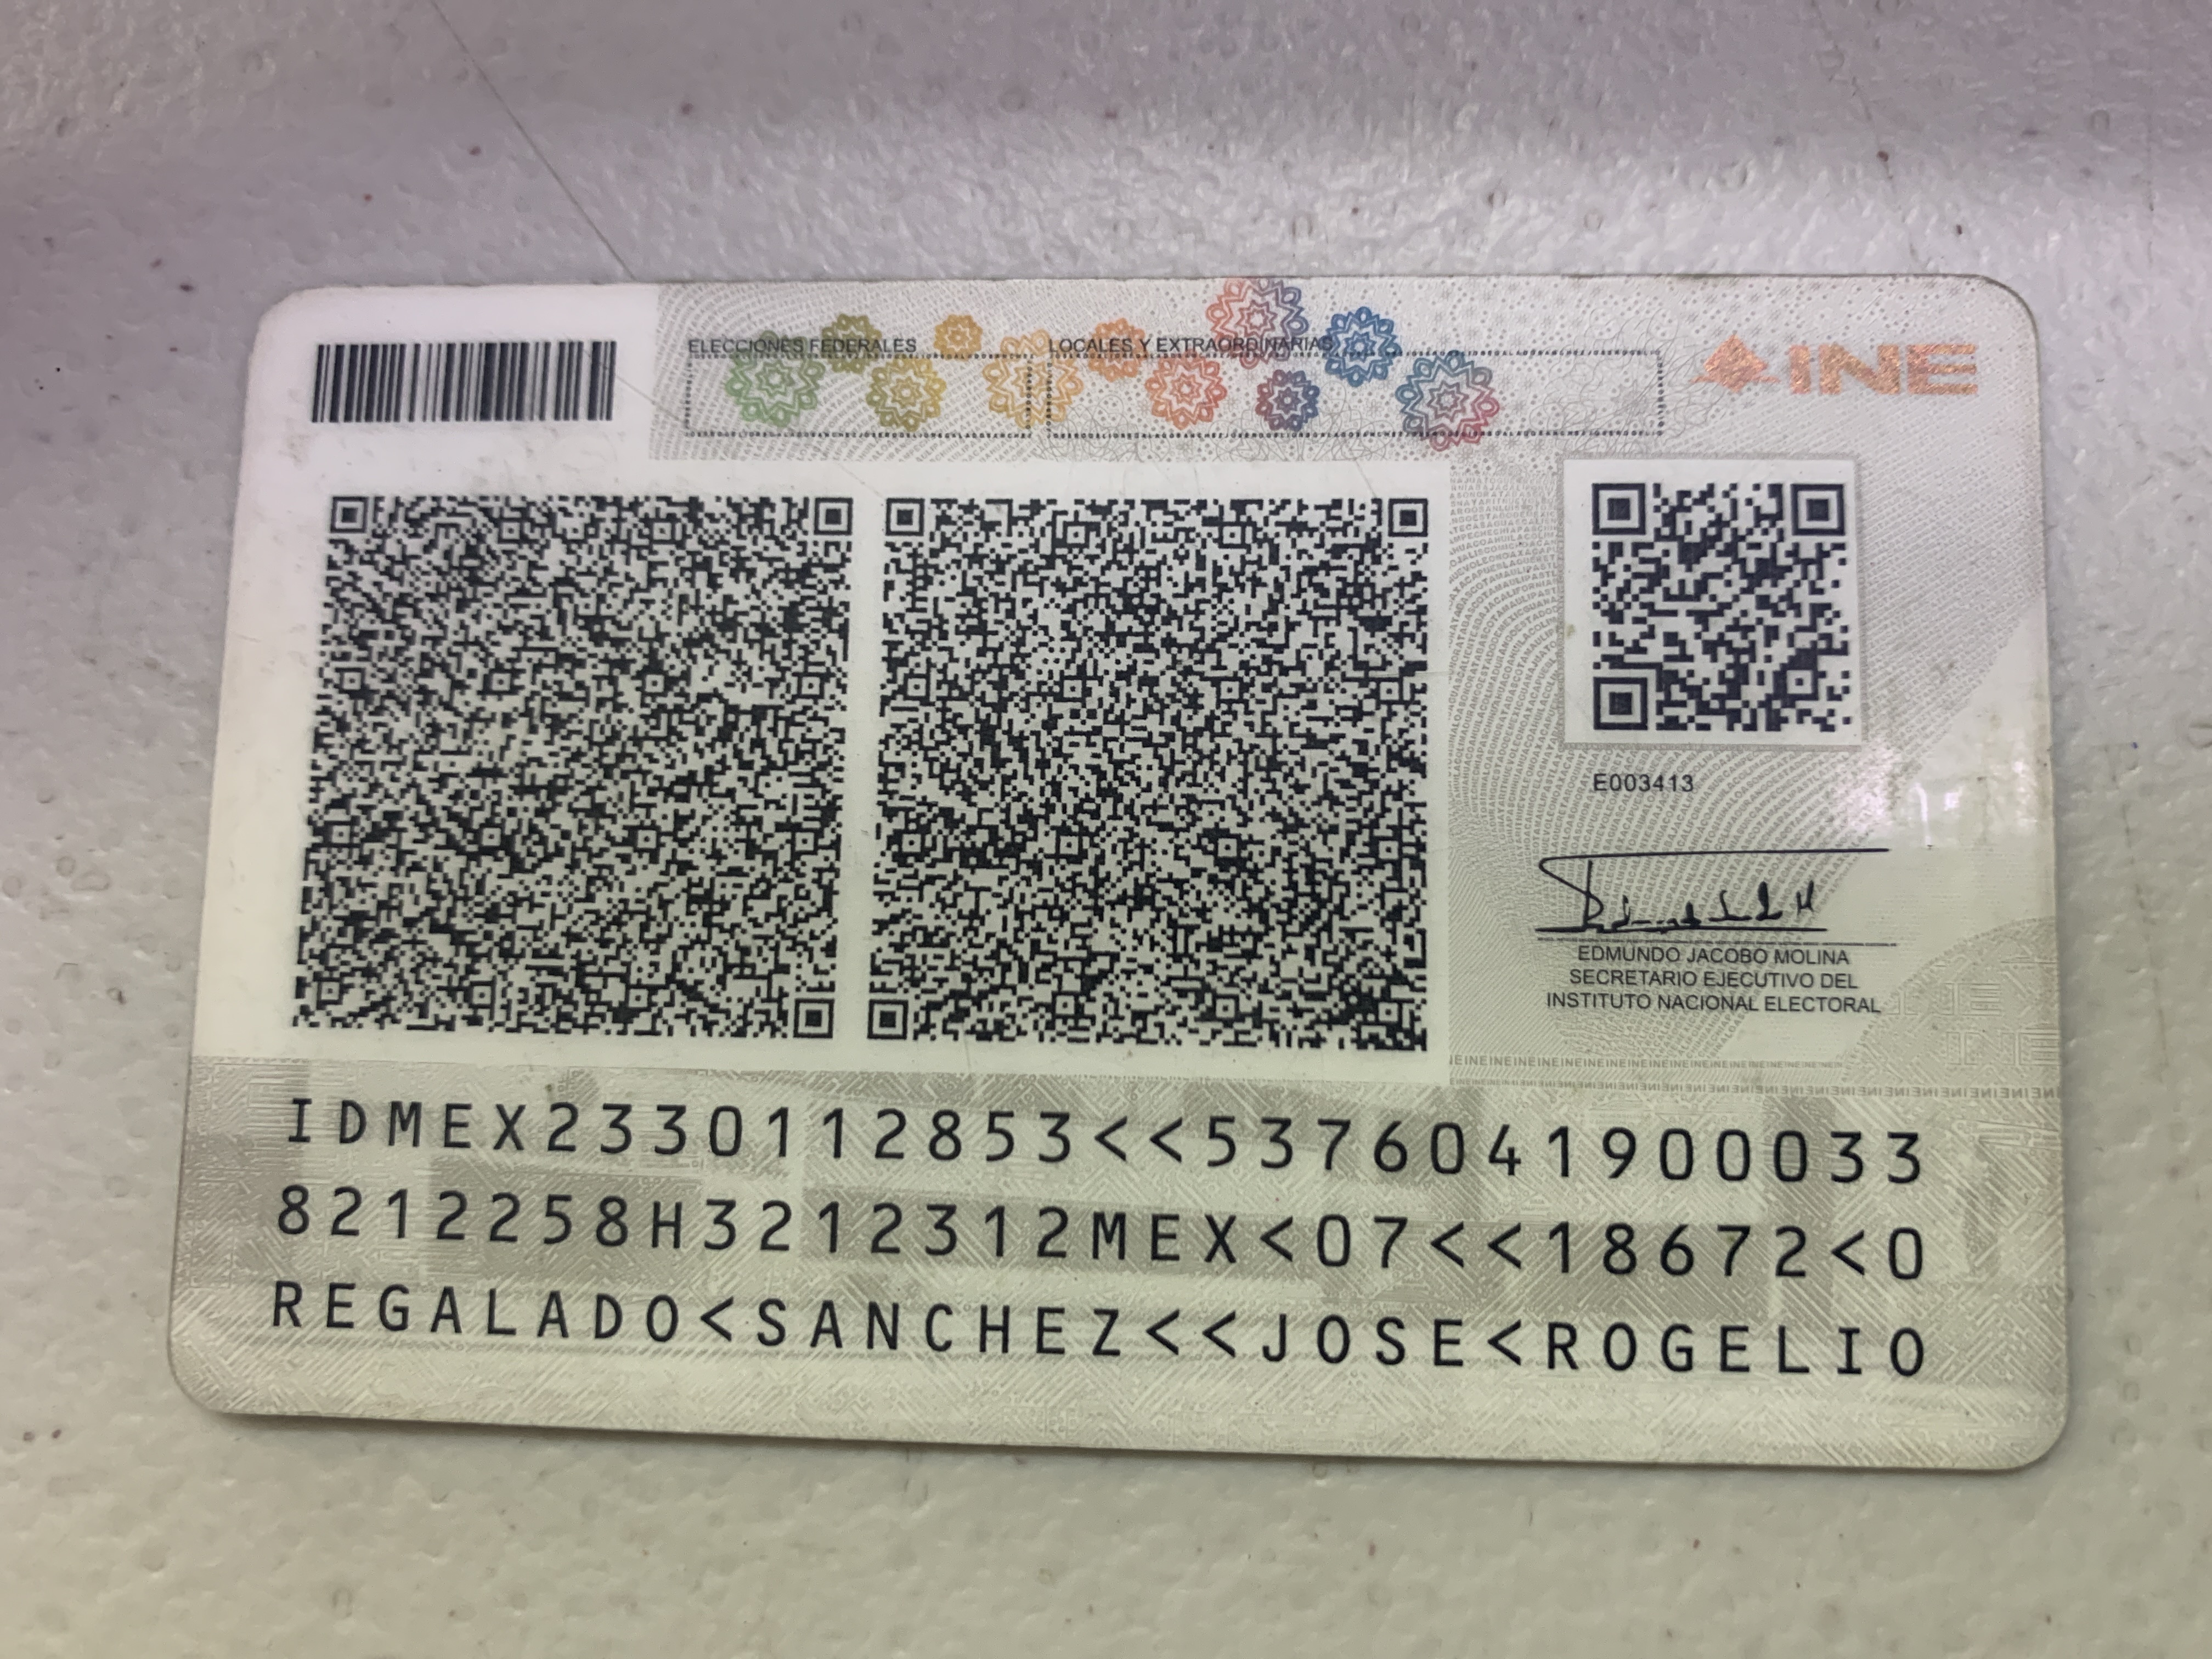 ELECCIONES FEDERALES LOCALES Y EXTRAORDINARIAS
INE
E003413
EDMUNDO JACOBO MOLINA
SECRETARIO EJECUTIVO DEL
INSTITUTO NACIONAL ELECTORAL
IDMEX2330112853<<5376041900033
8212258H3212312MEX<07<<18672<0
REGALADO<SANCHEZ<<JOSE<ROGELIO